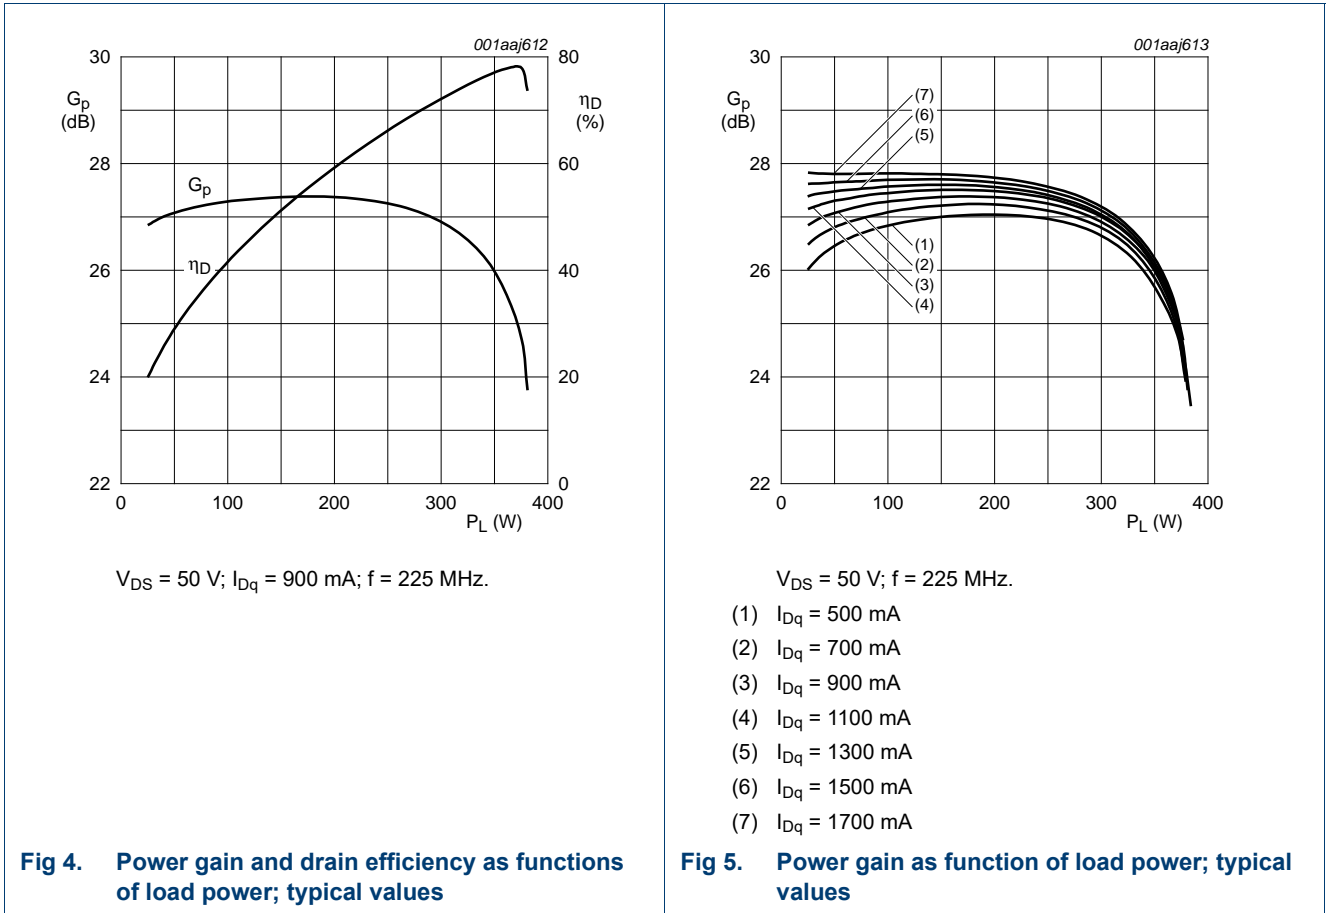 001aaj612
30
28
26
24
22
Gp
(dB)
80
60
40
20
0
ηD
(%)
Gp
ηD
0
100
200
300
400
PL (W)
VDS = 50 V; IDq = 900 mA; f = 225 MHz.
Fig 4. Power gain and drain efficiency as functions
of load power; typical values
001aaj613
30
28
26
24
22
Gp
(dB)
(7)
(6)
(5)
(1)
(2)
(3)
(4)
0
100
200
300
400
PL (W)
VDS = 50 V; f = 225 MHz.
(1) IDq = 500 mA
(2) IDq = 700 mA
(3) IDq = 900 mA
(4) IDq = 1100 mA
(5) IDq = 1300 mA
(6) IDq = 1500 mA
(7) IDq = 1700 mA
Fig 5. Power gain as function of load power; typical
values